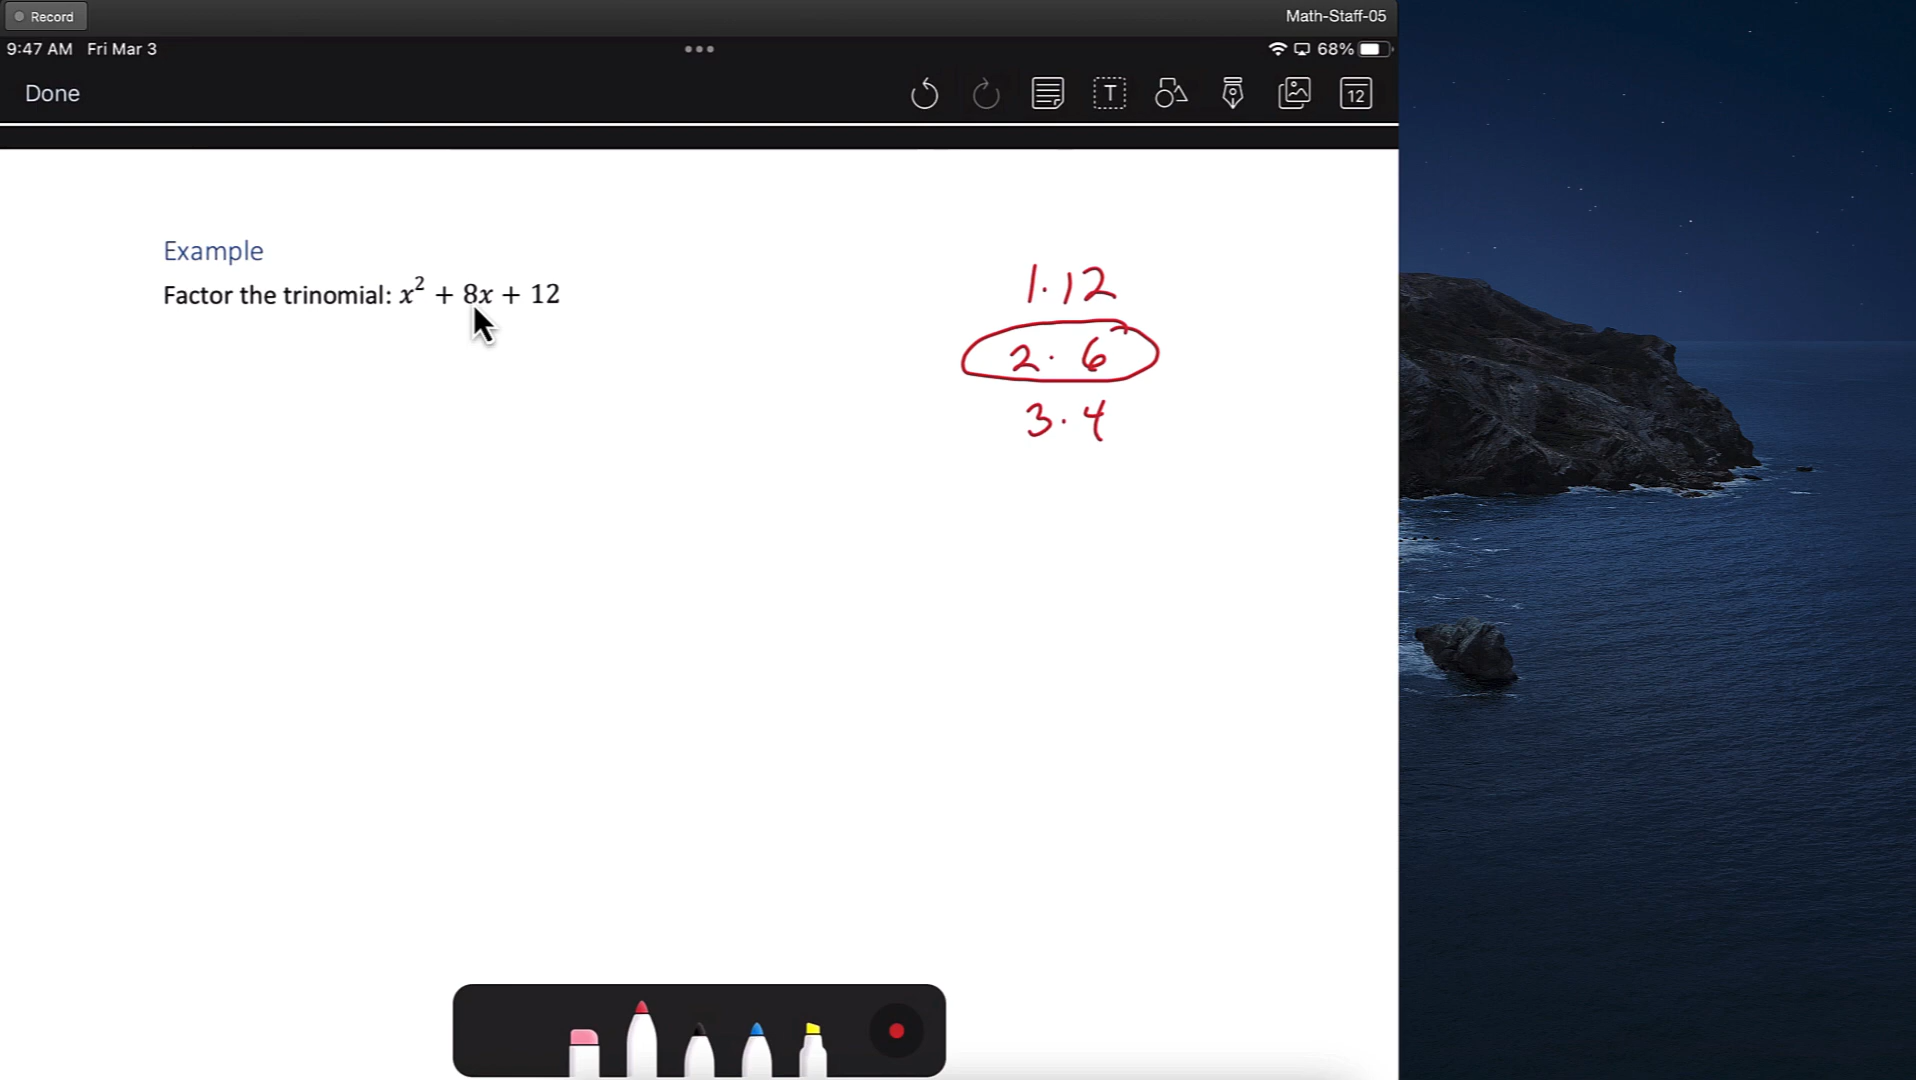 Record
Math-Staff-05
9:47 AM Fri Mar 3
68%
Done
T
12
Example
Factor the trinomial: x² + 8x + 12
1·12
2·6
3·4